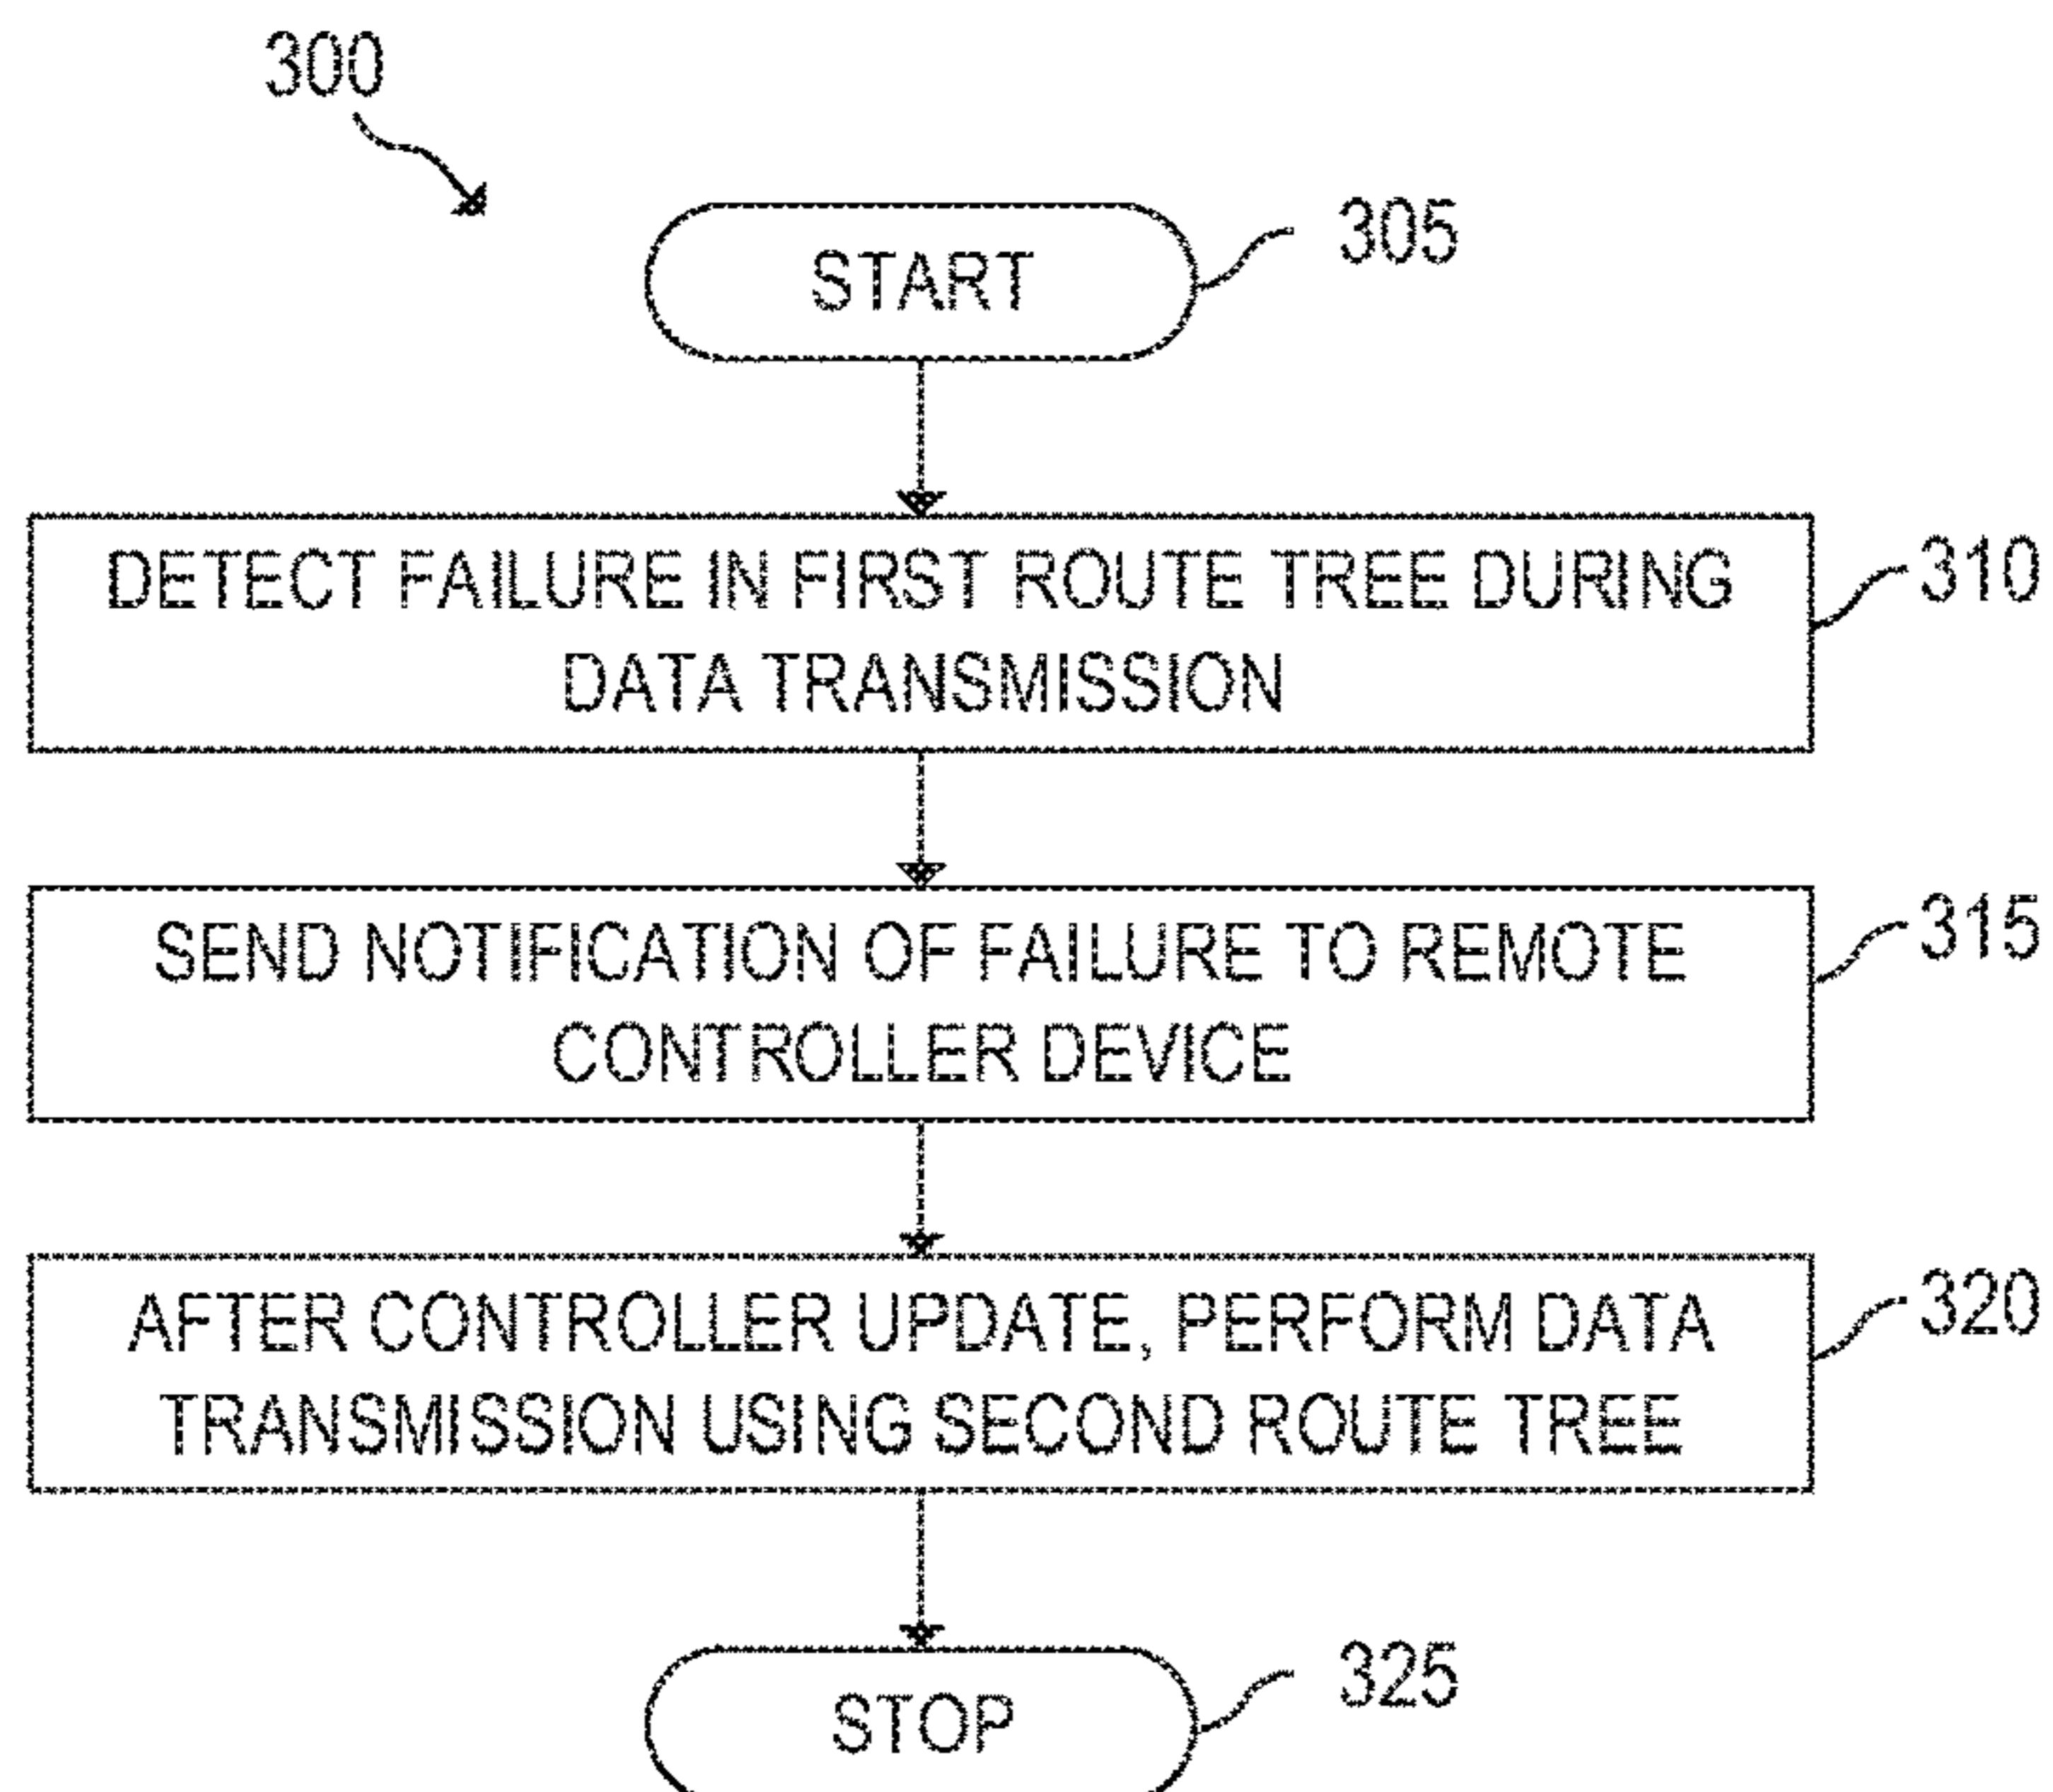 300
START
305
DETECT FAILURE IN FIRST ROUTE TREE DURING
DATA TRANSMISSION
310
SEND NOTIFICATION OF FAILURE TO REMOTE
CONTROLLER DEVICE
315
AFTER CONTROLLER UPDATE, PERFORM DATA
TRANSMISSION USING SECOND ROUTE TREE
320
STOP
325